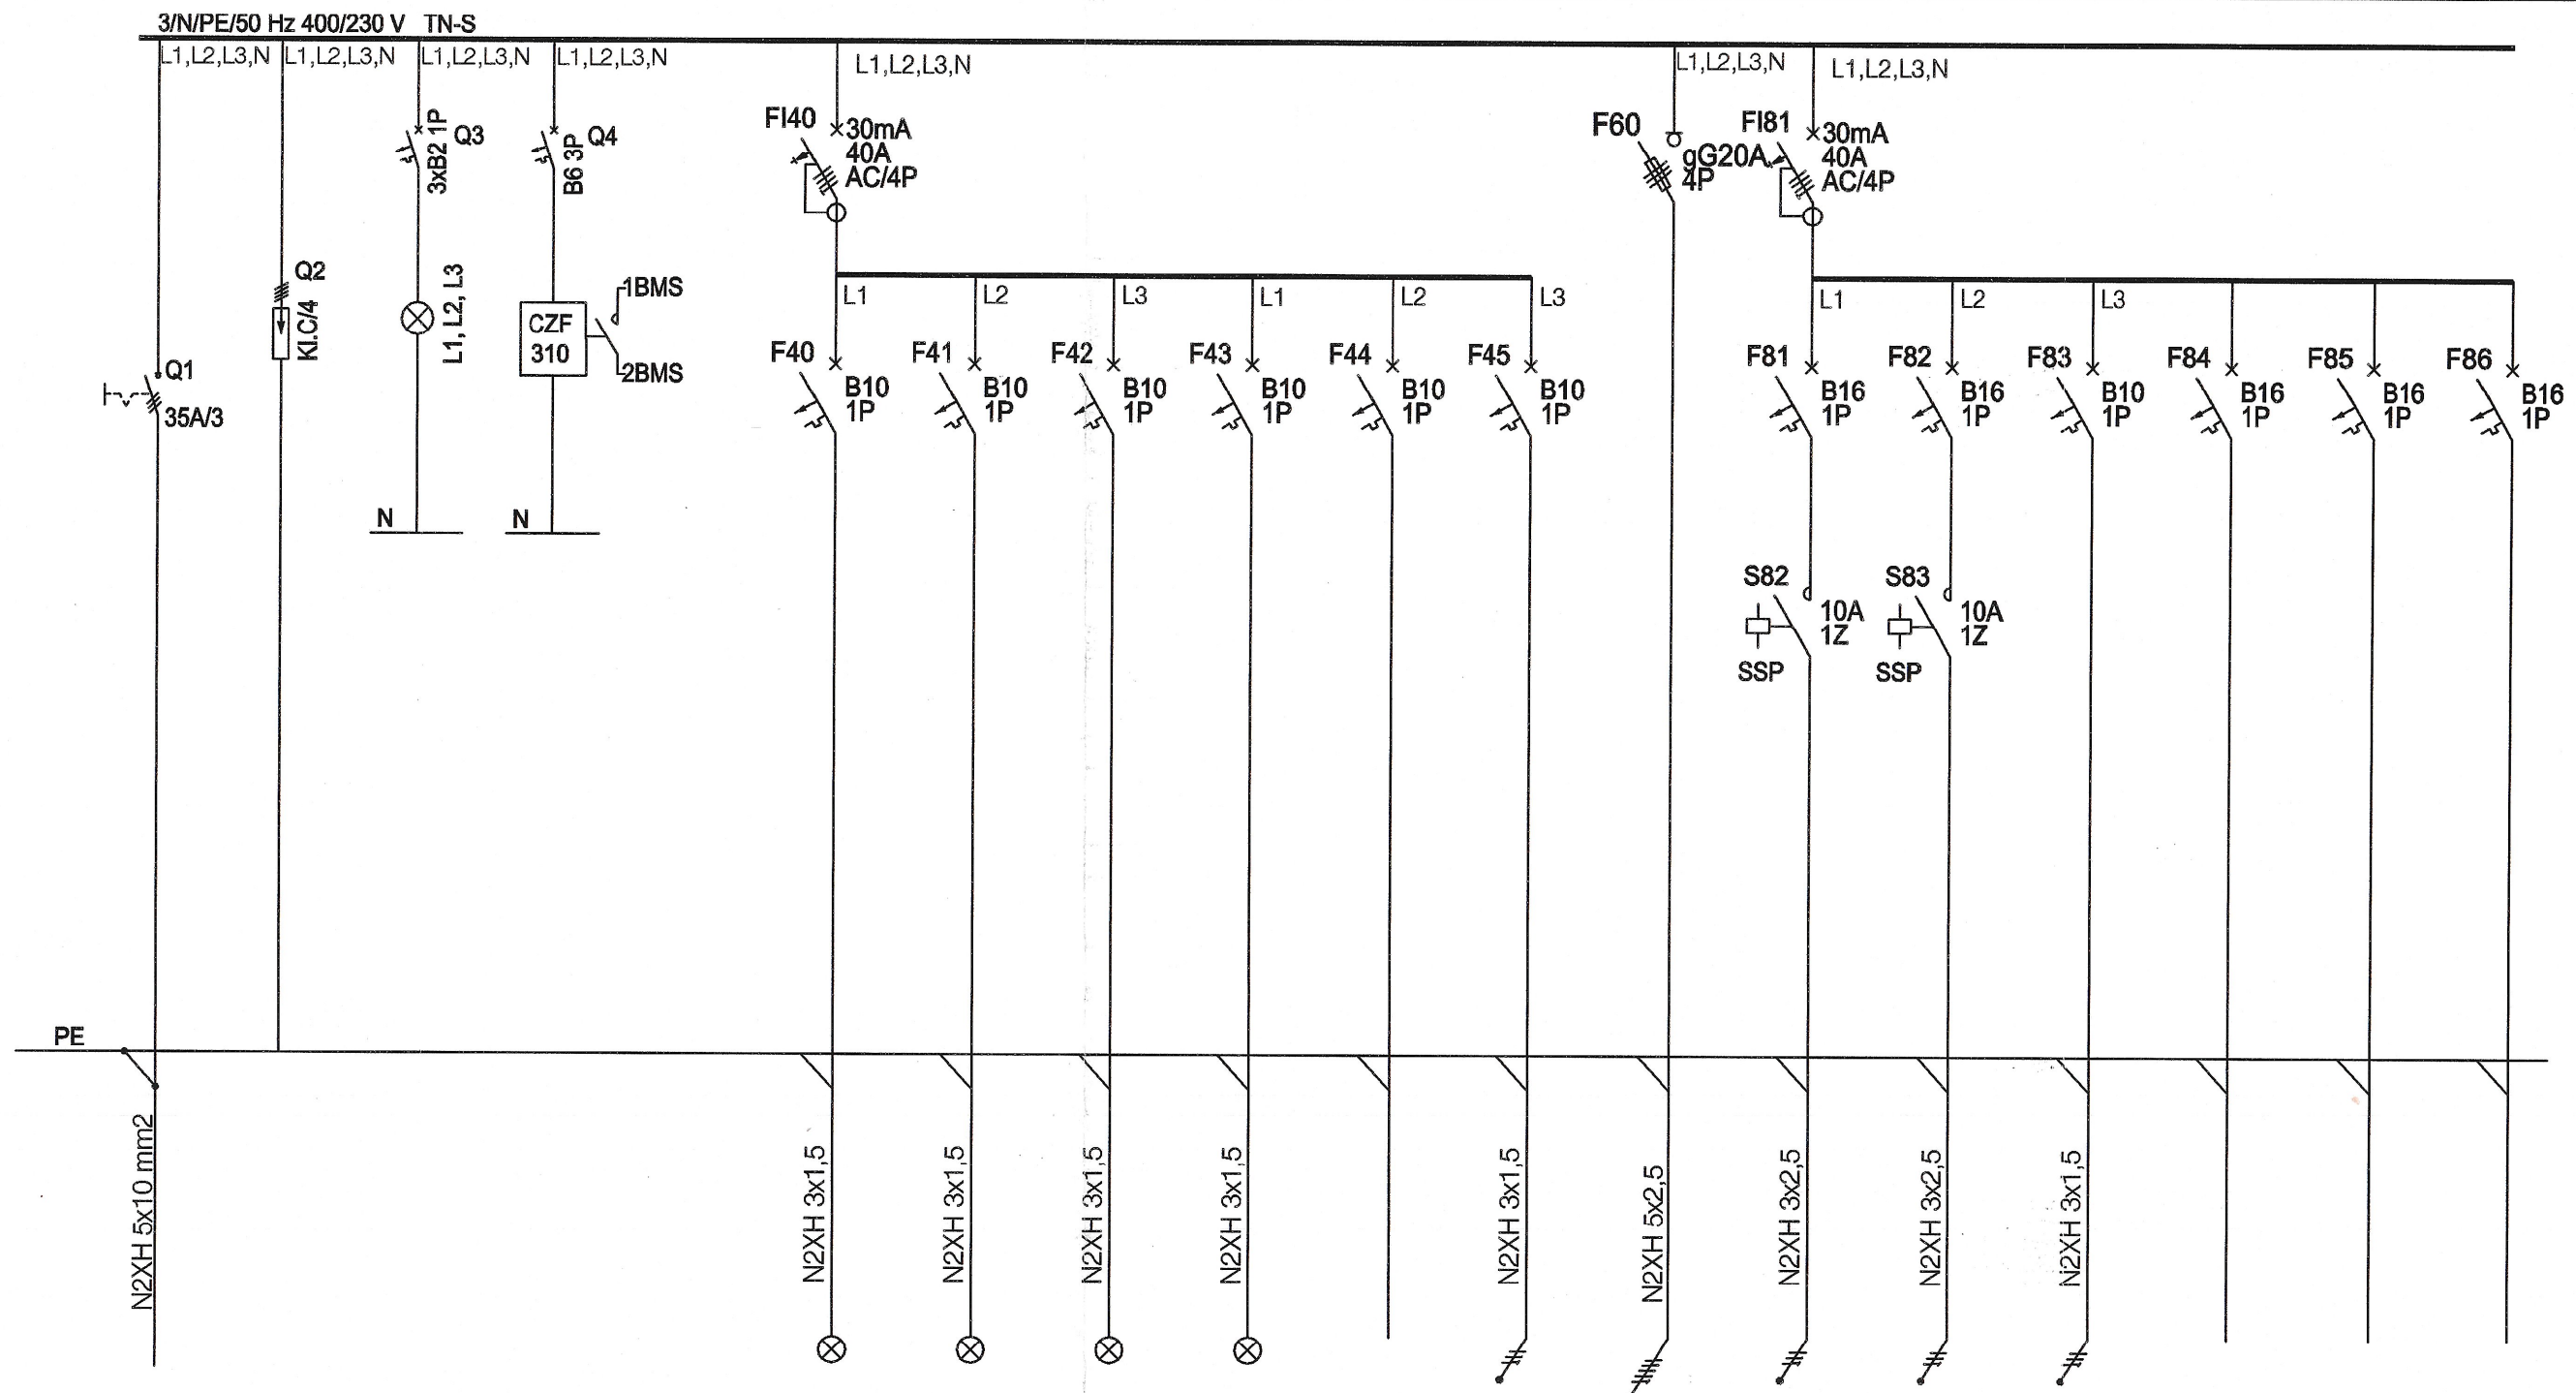 3/N/PE/50 Hz 400/230 V TN-S
L1,L2,L3,N
L1,L2,L3,N
L1,L2,L3,N
L1,L2,L3,N
L1,L2,L3,N
L1,L2,L3,N
L1,L2,L3,N
Q1
35A/3
Q2
KI.C/4
Q3
3xB2 1P
L1, L2, L3
N
Q4
B6 3P
CZF
310
1BMS
2BMS
N
FI40
30mA
40A
AC/4P
L1
L2
L3
L1
L2
L3
F40
B10
1P
F41
B10
1P
F42
B10
1P
F43
B10
1P
F44
B10
1P
F45
B10
1P
F60
gG20A
4P
FI81
30mA
40A
AC/4P
L1
L2
L3
F81
B16
1P
F82
B16
1P
F83
B10
1P
F84
B16
1P
F85
B16
1P
F86
B16
1P
S82
10A
1Z
SSP
S83
10A
1Z
SSP
PE
N2XH 5x10 mm2
N2XH 3x1,5
N2XH 3x1,5
N2XH 3x1,5
N2XH 3x1,5
N2XH 3x1,5
N2XH 5x2,5
N2XH 3x2,5
N2XH 3x2,5
N2XH 3x1,5